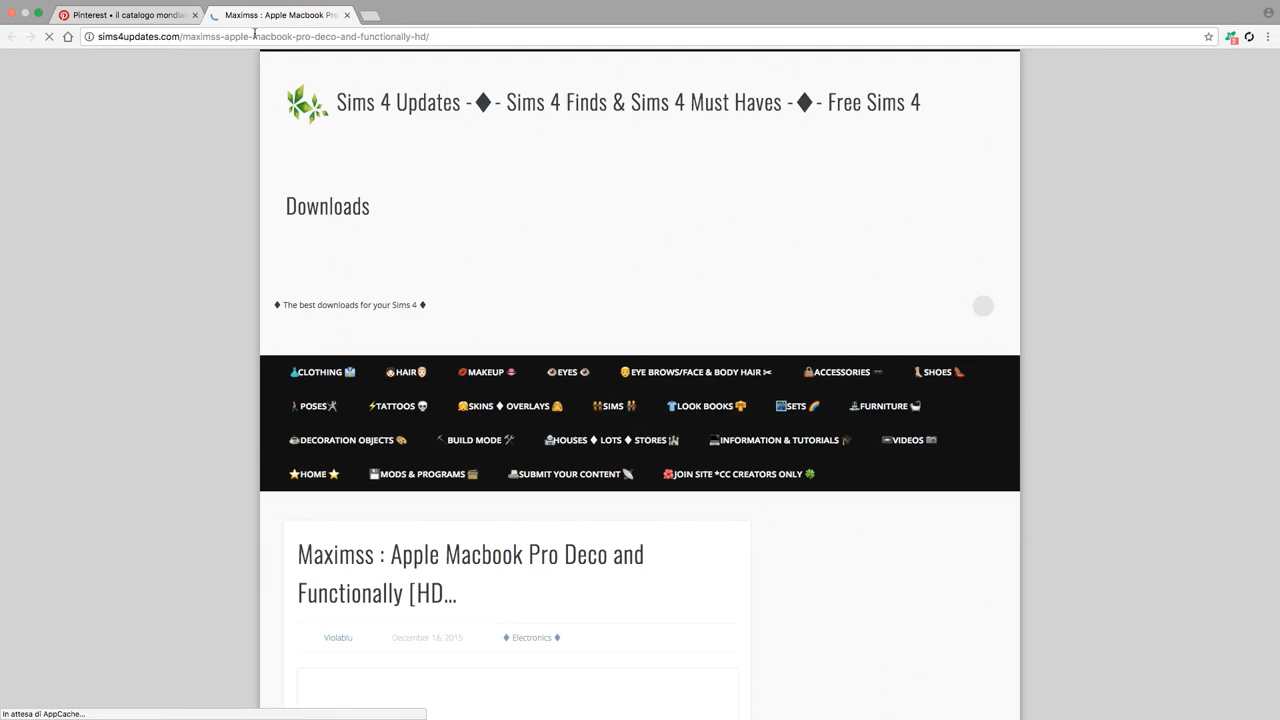 Pinterest • il catalogo mondia
Maximss : Apple Macbook Pro
sims4updates.com/maximss-apple-macbook-pro-deco-and-functionally-hd/
Sims 4 Updates -♦- Sims 4 Finds & Sims 4 Must Haves -♦- Free Sims 4
Downloads
♦ The best downloads for your Sims 4 ♦
CLOTHING HAIR MAKEUP EYES EYE BROWS/FACE & BODY HAIR ACCESSORIES SHOES
POSES TATTOOS SKINS ♦ OVERLAYS SIMS LOOK BOOKS SETS FURNITURE
DECORATION OBJECTS BUILD MODE HOUSES ♦ LOTS ♦ STORES INFORMATION & TUTORIALS VIDEOS
HOME MODS & PROGRAMS SUBMIT YOUR CONTENT JOIN SITE *CC CREATORS ONLY
Maximss : Apple Macbook Pro Deco and
Functionally [HD...
Violablu December 16, 2015 ♦ Electronics ♦
In attesa di AppCache...